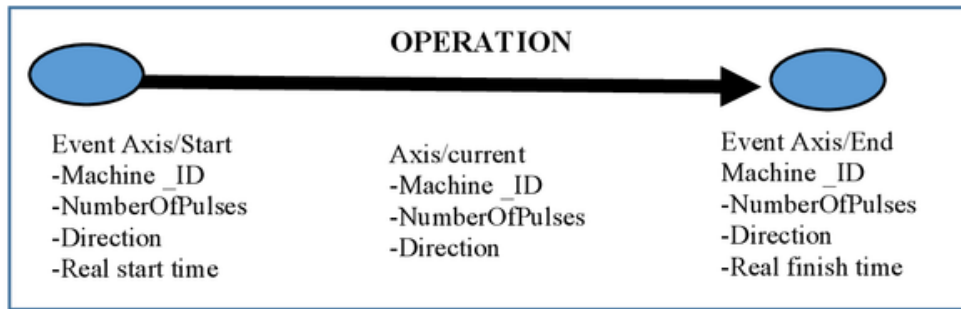 OPERATION
Event Axis/Start
-Machine _ID
-NumberOfPulses
-Direction
-Real start time
Axis/current
-Machine _ID
-NumberOfPulses
-Direction
Event Axis/End
Machine _ID
-NumberOfPulses
-Direction
-Real finish time